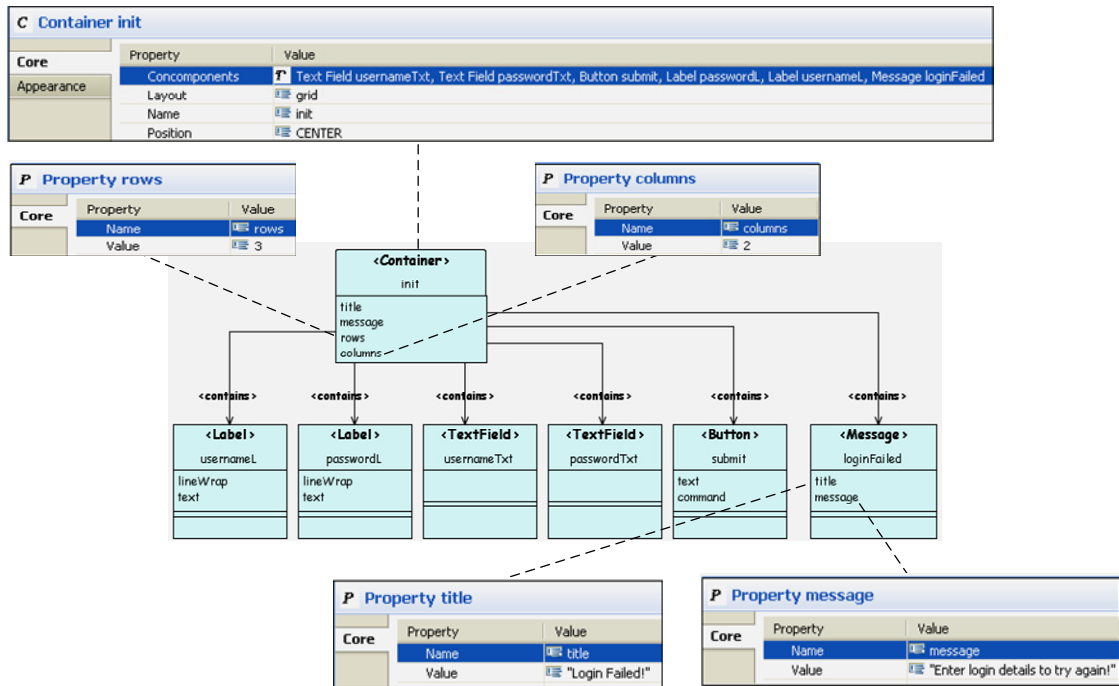 C Container init
Core
Appearance
Property Value
Concomponents T Text Field usernameTxt, Text Field passwordTxt, Button submit, Label passwordL, Label usernameL, Message loginFailed
Layout grid
Name init
Position CENTER
P Property rows
Core
Property Value
Name rows
Value 3
P Property columns
Core
Property Value
Name columns
Value 2
<Container>
init
title
message
rows
columns
<contains> <contains> <contains> <contains> <contains> <contains>
<Label>
usernameL
lineWrap
text
<Label>
passwordL
lineWrap
text
<TextField>
usernameTxt
<TextField>
passwordTxt
<Button>
submit
text
command
<Message>
loginFailed
title
message
P Property title
Core
Property Value
Name title
Value "Login Failed!"
P Property message
Core
Property Value
Name message
Value "Enter login details to try again!"